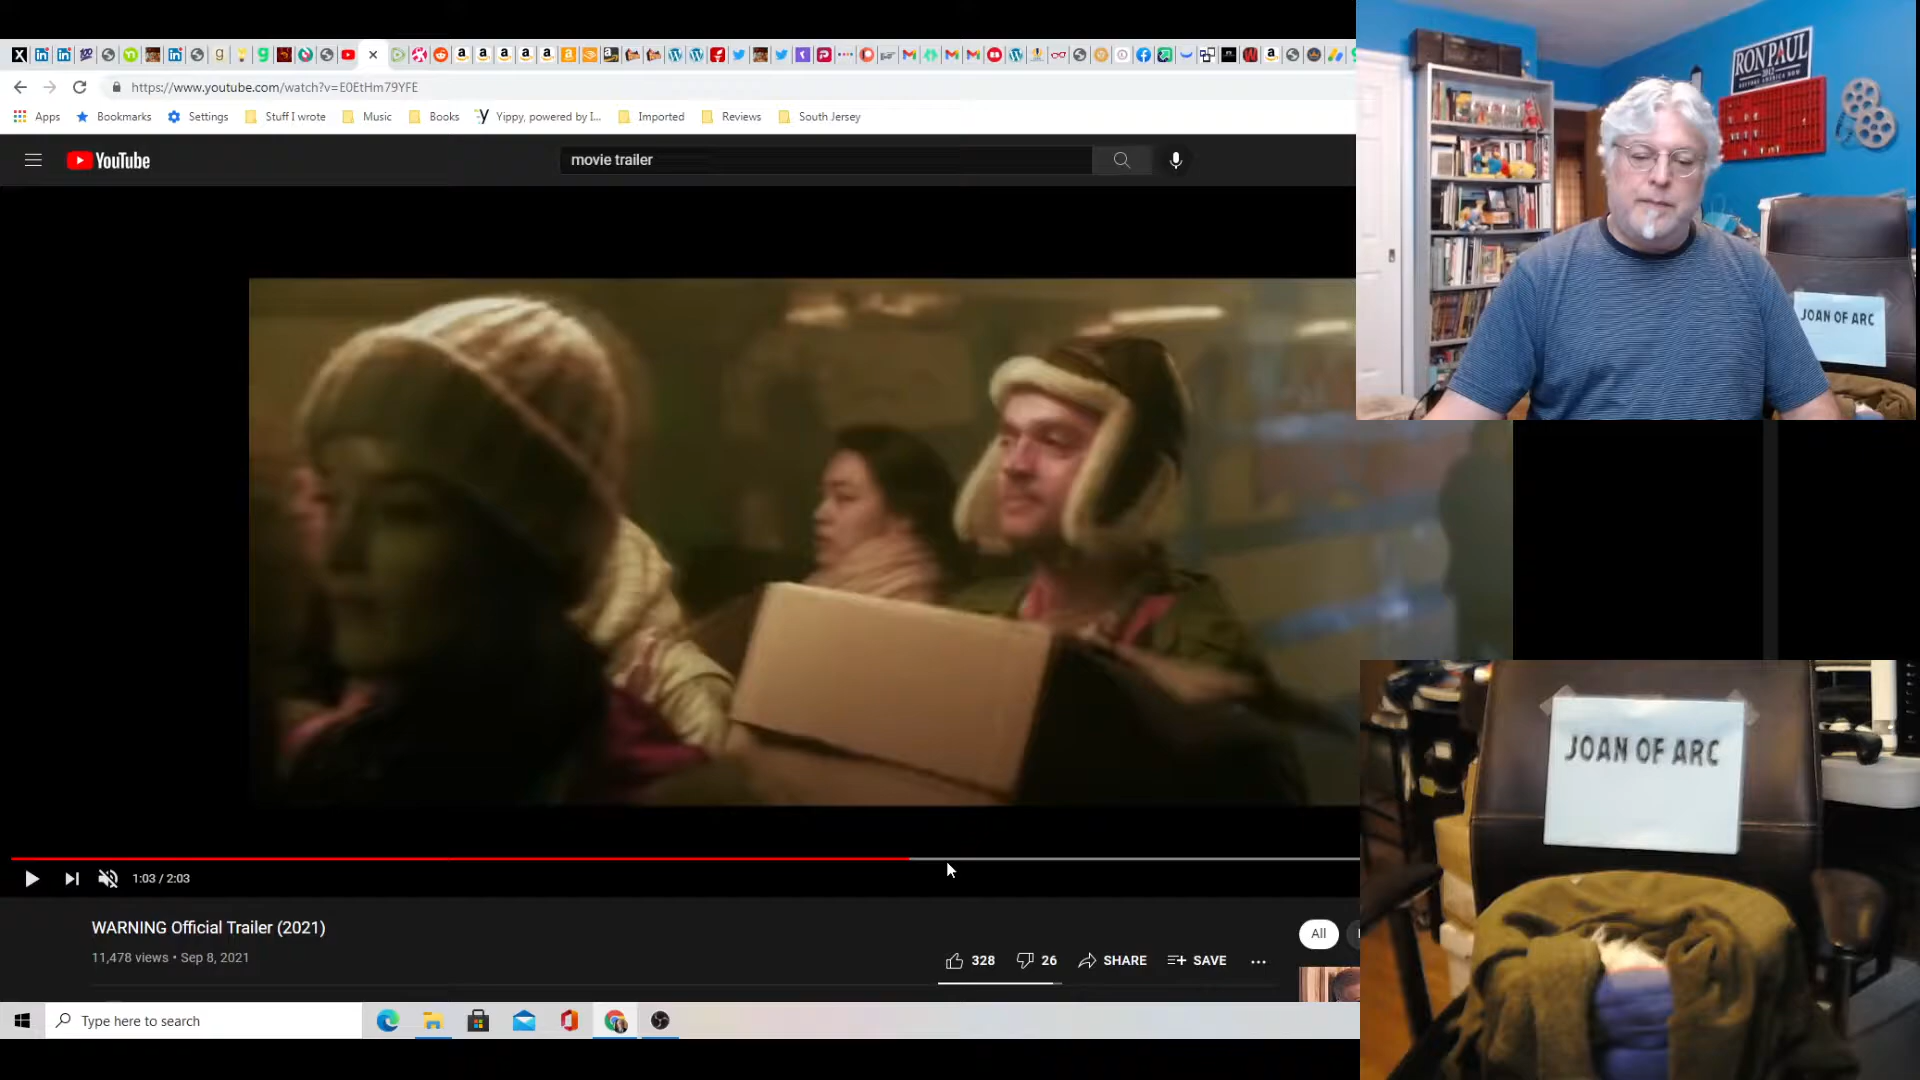 https://www.youtube.com/watch?v=E0EtHm79YFE
Apps
Bookmarks
Settings
Stuff I wrote
Music
Books
Yippy, powered by I...
Imported
Reviews
South Jersey
YouTube
movie trailer
RON PAUL
2012
JOAN OF ARC
JOAN OF ARC
1:03 / 2:03
WARNING Official Trailer (2021)
11,478 views • Sep 8, 2021
328
26
SHARE
SAVE
All
Type here to search